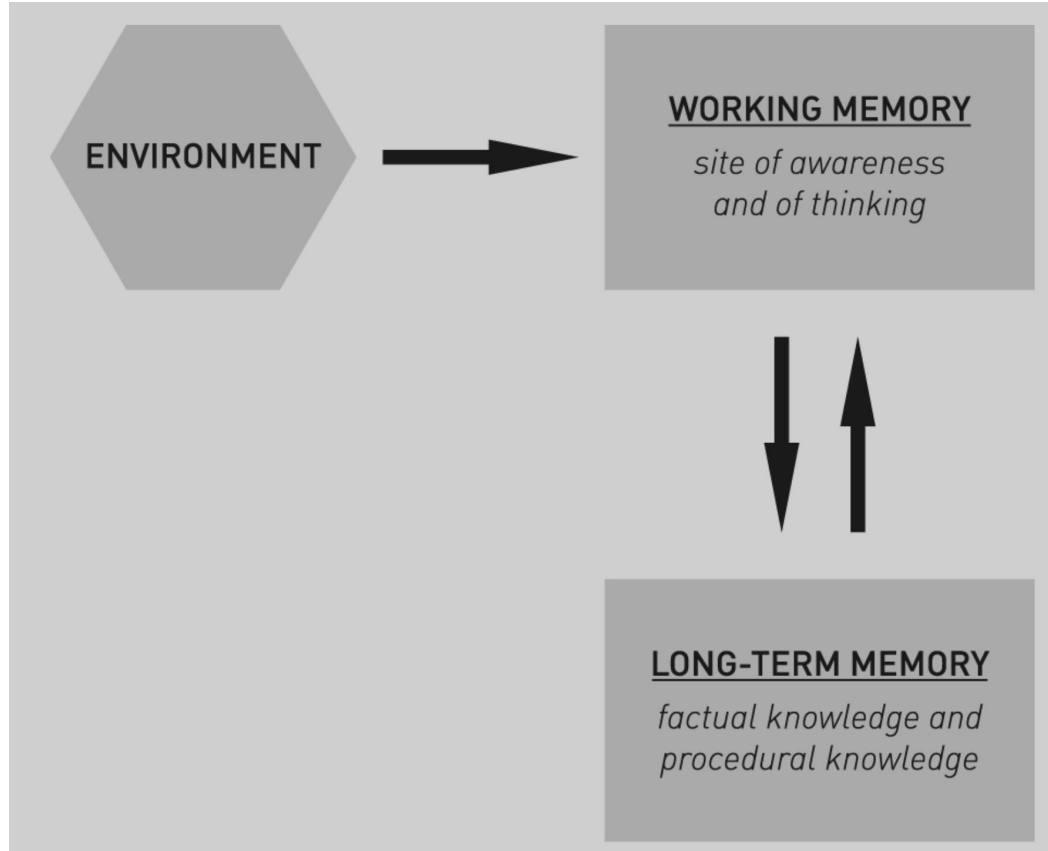 ENVIRONMENT
WORKING MEMORY
site of awareness
and of thinking
LONG-TERM MEMORY
factual knowledge and
procedural knowledge